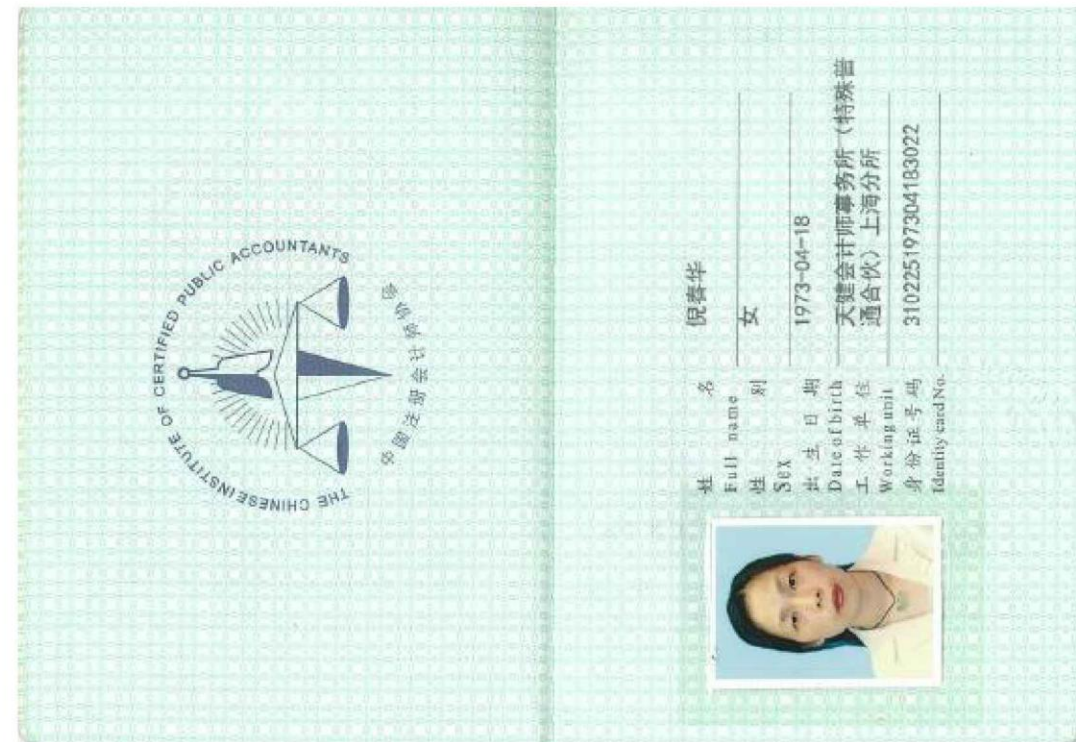 THE CHINESE INSTITUTE OF CERTIFIED PUBLIC ACCOUNTANTS
中国注册会计师协会
姓 名 倪春华
Full name
性 别 女
Sex
出 生 日 期 1973-04-18
Date of birth
工 作 单 位 天健会计师事务所（特殊普
Working unit 通合伙）上海分所
身 份 证 号 码 310225197304183022
Identity card No.